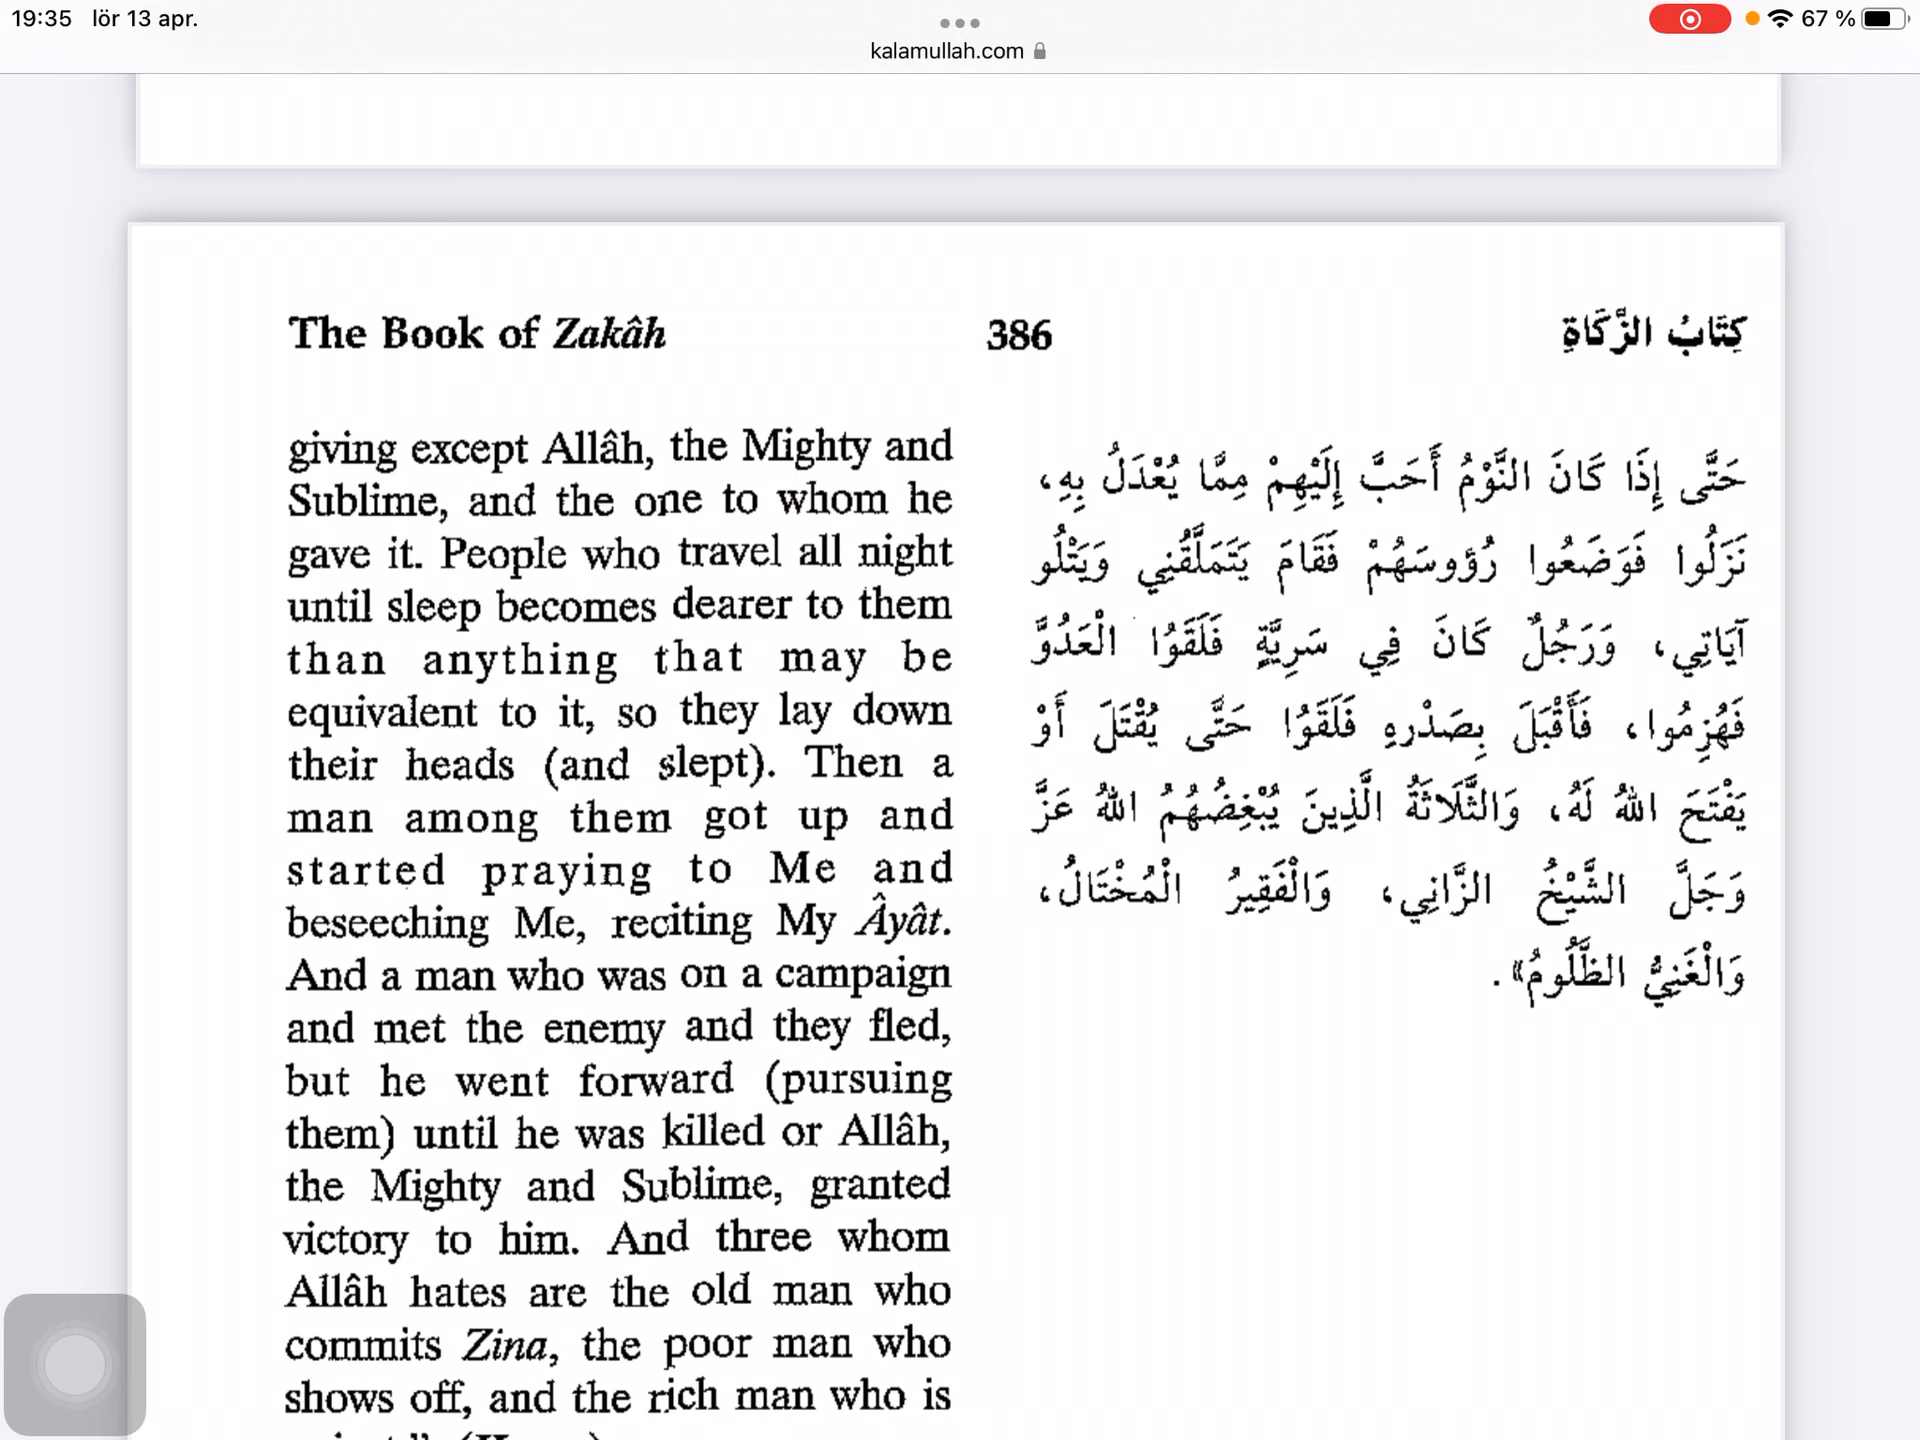 19:35 lör 13 apr.
67 %
kalamullah.com
The Book of Zakâh 386 كِتَابُ الزَّكَاةِ
giving except Allâh, the Mighty and
Sublime, and the one to whom he
gave it. People who travel all night
until sleep becomes dearer to them
than anything that may be
equivalent to it, so they lay down
their heads (and slept). Then a
man among them got up and
started praying to Me and
beseeching Me, reciting My Âyât.
And a man who was on a campaign
and met the enemy and they fled,
but he went forward (pursuing
them) until he was killed or Allâh,
the Mighty and Sublime, granted
victory to him. And three whom
Allâh hates are the old man who
commits Zina, the poor man who
shows off, and the rich man who is
حَتَّى إِذَا كَانَ النَّوْمُ أَحَبَّ إِلَيْهِمْ مِمَّا يُعْدَلُ بِهِ،
نَزَلُوا فَوَضَعُوا رُؤُوسَهُمْ فَقَامَ يَتَمَلَّقُنِي وَيَتْلُو
آيَاتِي، وَرَجُلٌ كَانَ فِي سَرِيَّةٍ فَلَقَوُا الْعَدُوَّ
فَهُزِمُوا، فَأَقْبَلَ بِصَدْرِهِ فَلَقَوُا حَتَّى يُقْتَلَ أَوْ
يَفْتَحَ اللهُ لَهُ، وَالثَّلَاثَةُ الَّذِينَ يُبْغِضُهُمُ اللهُ عَزَّ
وَجَلَّ الشَّيْخُ الزَّانِي، وَالْفَقِيرُ الْمُخْتَالُ،
وَالْغَنِيُّ الظَّلُومُ».